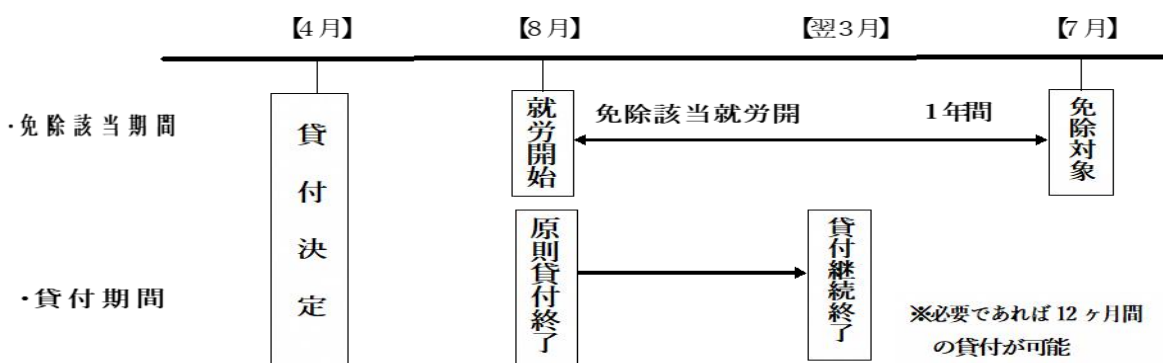 【4月】
【8月】
【翌3月】
【7月】
・免除該当期間
貸付決定
就労開始
免除該当就労開
1年間
免除対象
・貸付期間
原則貸付終了
貸付継続終了
※必要であれば12ヶ月間
の貸付が可能